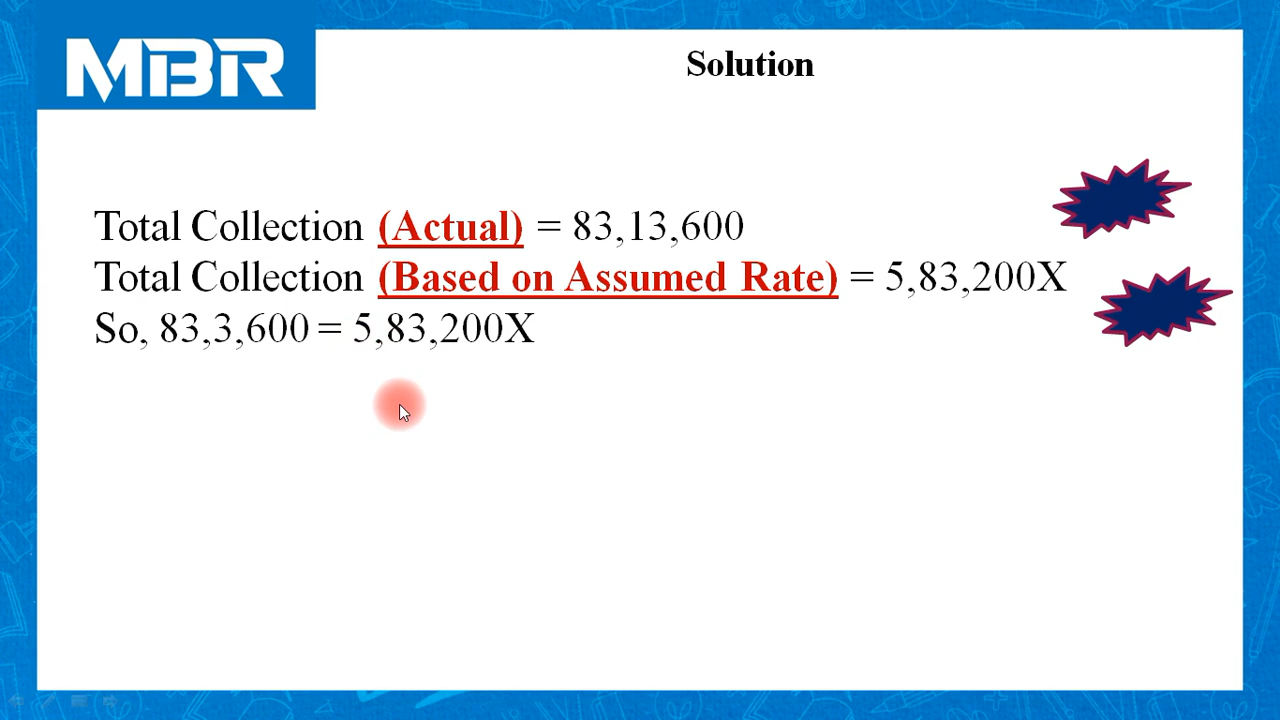 MBR
Solution
Total Collection (Actual) = 83,13,600
Total Collection (Based on Assumed Rate) = 5,83,200X
So, 83,3,600 = 5,83,200X